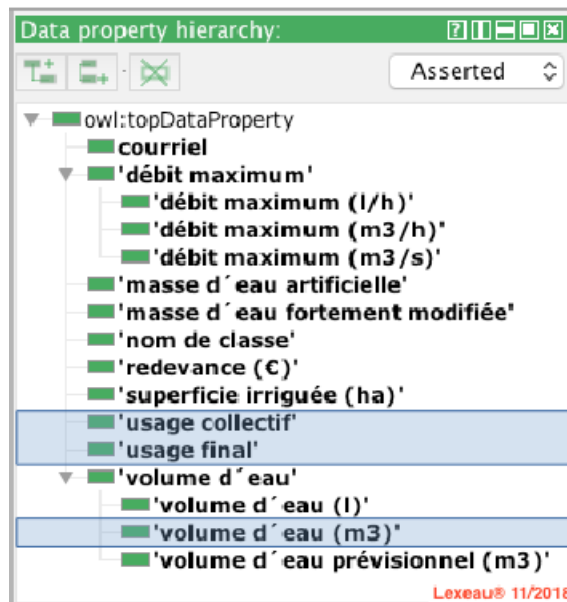 Data property hierarchy:
Asserted
owl:topDataProperty
courriel
'débit maximum'
'débit maximum (l/h)'
'débit maximum (m3/h)'
'débit maximum (m3/s)'
'masse d´eau artificielle'
'masse d´eau fortement modifiée'
'nom de classe'
'redevance (€)'
'superficie irriguée (ha)'
'usage collectif'
'usage final'
'volume d´eau'
'volume d´eau (l)'
'volume d´eau (m3)'
'volume d´eau prévisionnel (m3)'
Lexeau® 11/2018